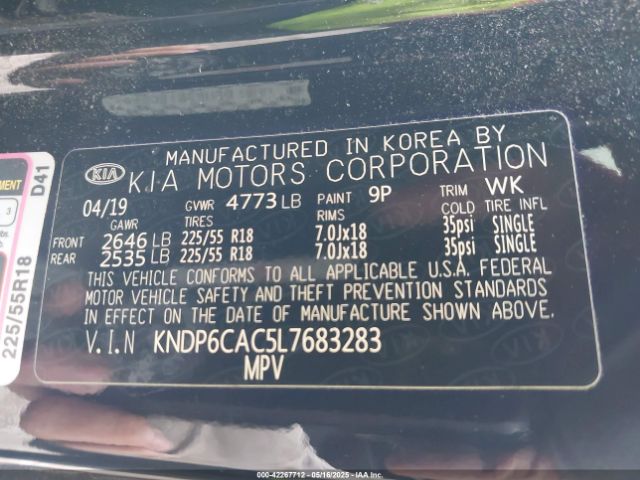 MANUFACTURED IN KOREA BY
KIA KIA MOTORS CORPORATION
04/19 GVWR 4773 LB PAINT 9P TRIM WK
GAWR TIRES RIMS COLD TIRE INFL
FRONT 2646 LB 225/55 R18 7.0Jx18 35psi SINGLE
REAR 2535 LB 225/55 R18 7.0Jx18 35psi SINGLE
THIS VEHICLE CONFORMS TO ALL APPLICABLE U.S.A. FEDERAL
MOTOR VEHICLE SAFETY AND THEFT PREVENTION STANDARDS
IN EFFECT ON THE DATE OF MANUFACTURE SHOWN ABOVE.
V.I.N KNDP6CAC5L7683283
MPV
D41
3
225/55R18
000-42267712 — 05/16/2025 — IAA Inc.